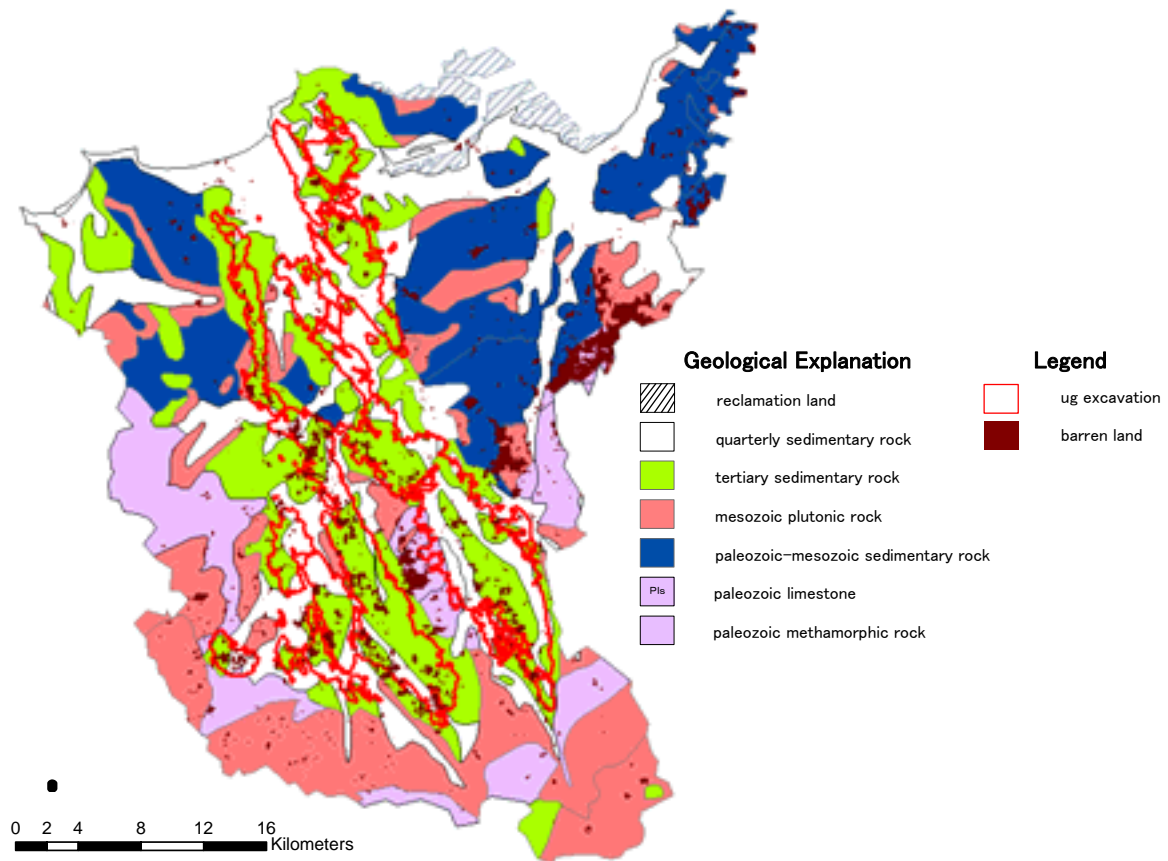 Geological Explanation
reclamation land
quarterly sedimentary rock
tertiary sedimentary rock
mesozoic plutonic rock
paleozoic-mesozoic sedimentary rock
Pls
paleozoic limestone
paleozoic methamorphic rock
Legend
ug excavation
barren land
0 2 4 8 12 16
Kilometers